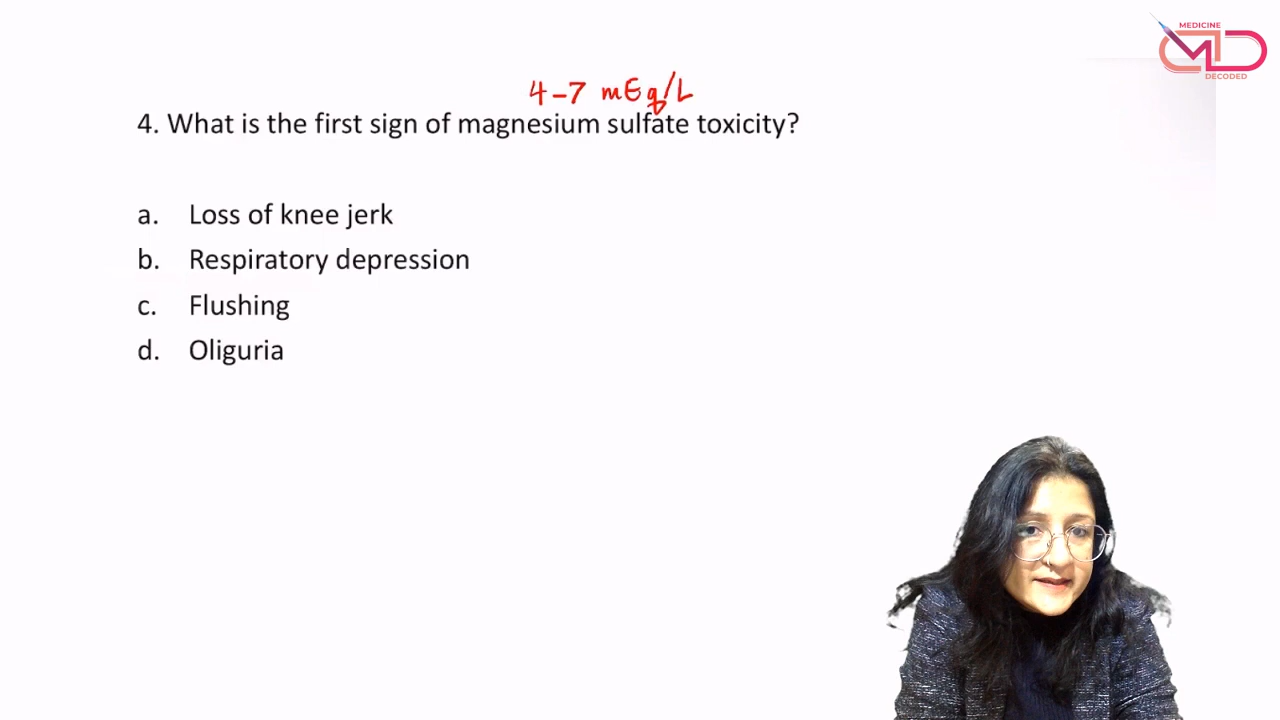 MEDICINE
DECODED
4-7 mEq/L
4. What is the first sign of magnesium sulfate toxicity?
a. Loss of knee jerk
b. Respiratory depression
c. Flushing
d. Oliguria